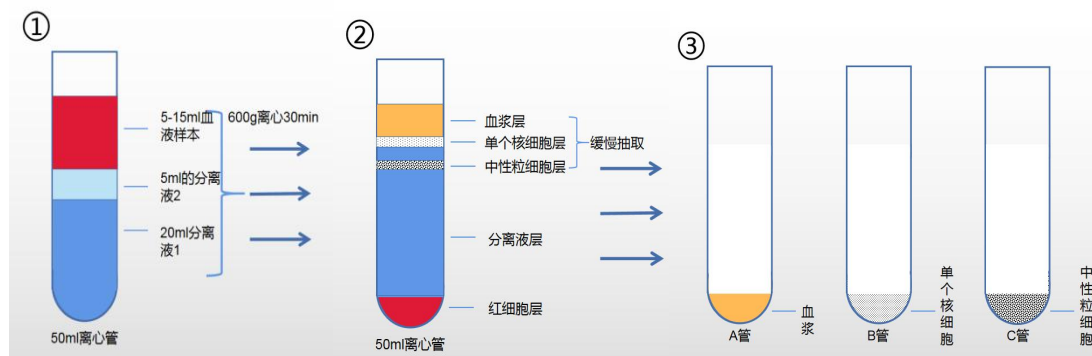 ①
5-15ml血
液样本
5ml的分离
液2
20ml分离
液1
600g离心30min
50ml离心管
②
血浆层
单个核细胞层
中性粒细胞层
缓慢抽取
分离液层
红细胞层
50ml离心管
③
血
浆
A管
单
个
核
细
胞
B管
中
性
粒
细
胞
C管